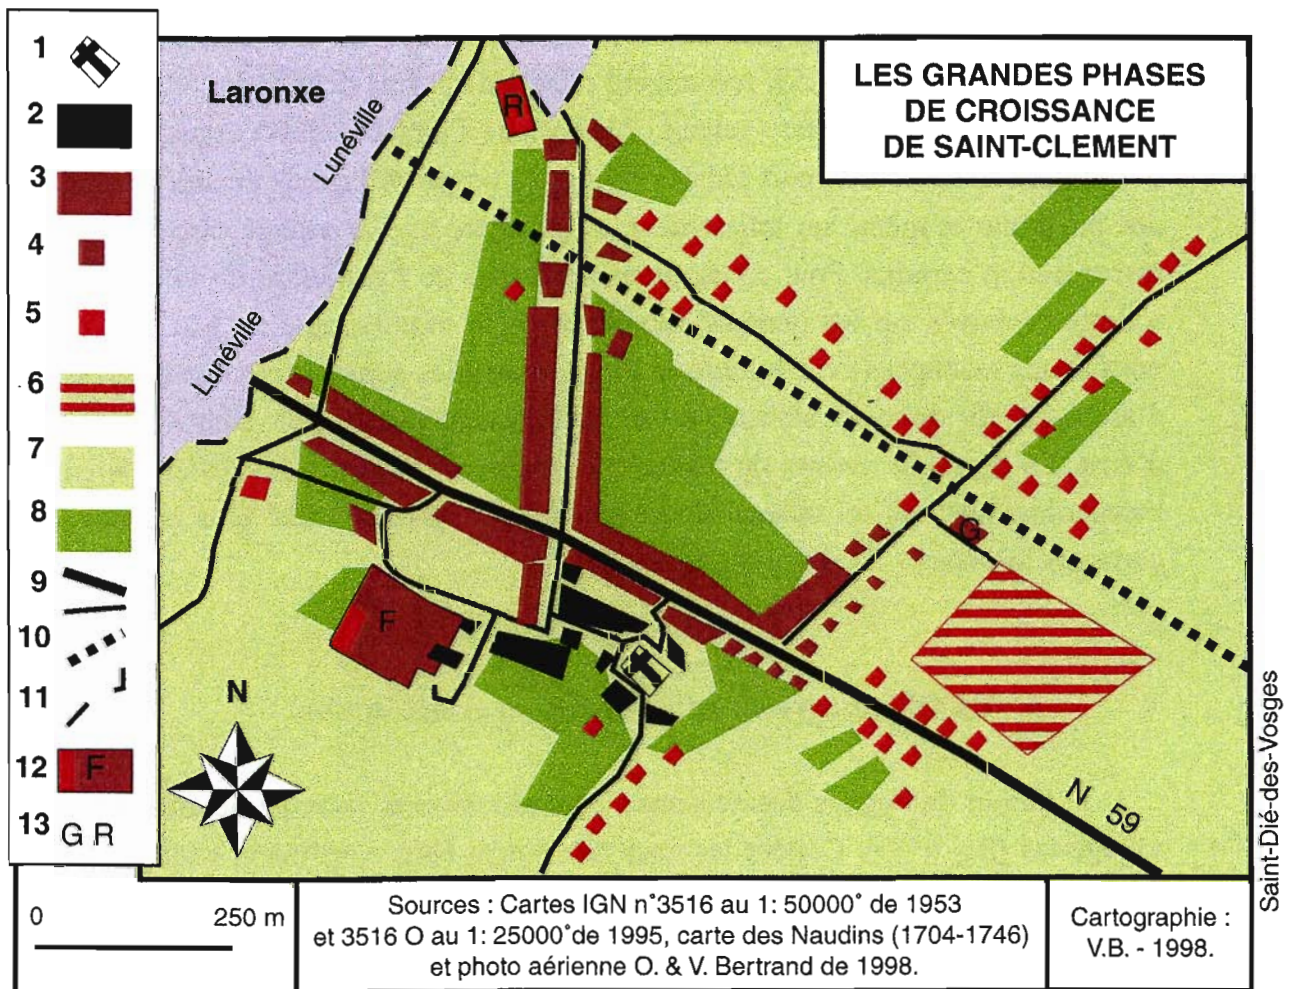 1
2
3
4
5
6
7
8
9
10
11
12
F
13
G R
LES GRANDES PHASES
DE CROISSANCE
DE SAINT-CLEMENT
Laronxe
Lunéville
Lunéville
R
G
F
N
N 59
Saint-Dié-des-Vosges
0 250 m
Sources : Cartes IGN n°3516 au 1: 50000° de 1953
et 3516 O au 1: 25000°de 1995, carte des Naudins (1704-1746)
et photo aérienne O. & V. Bertrand de 1998.
Cartographie :
V.B. - 1998.